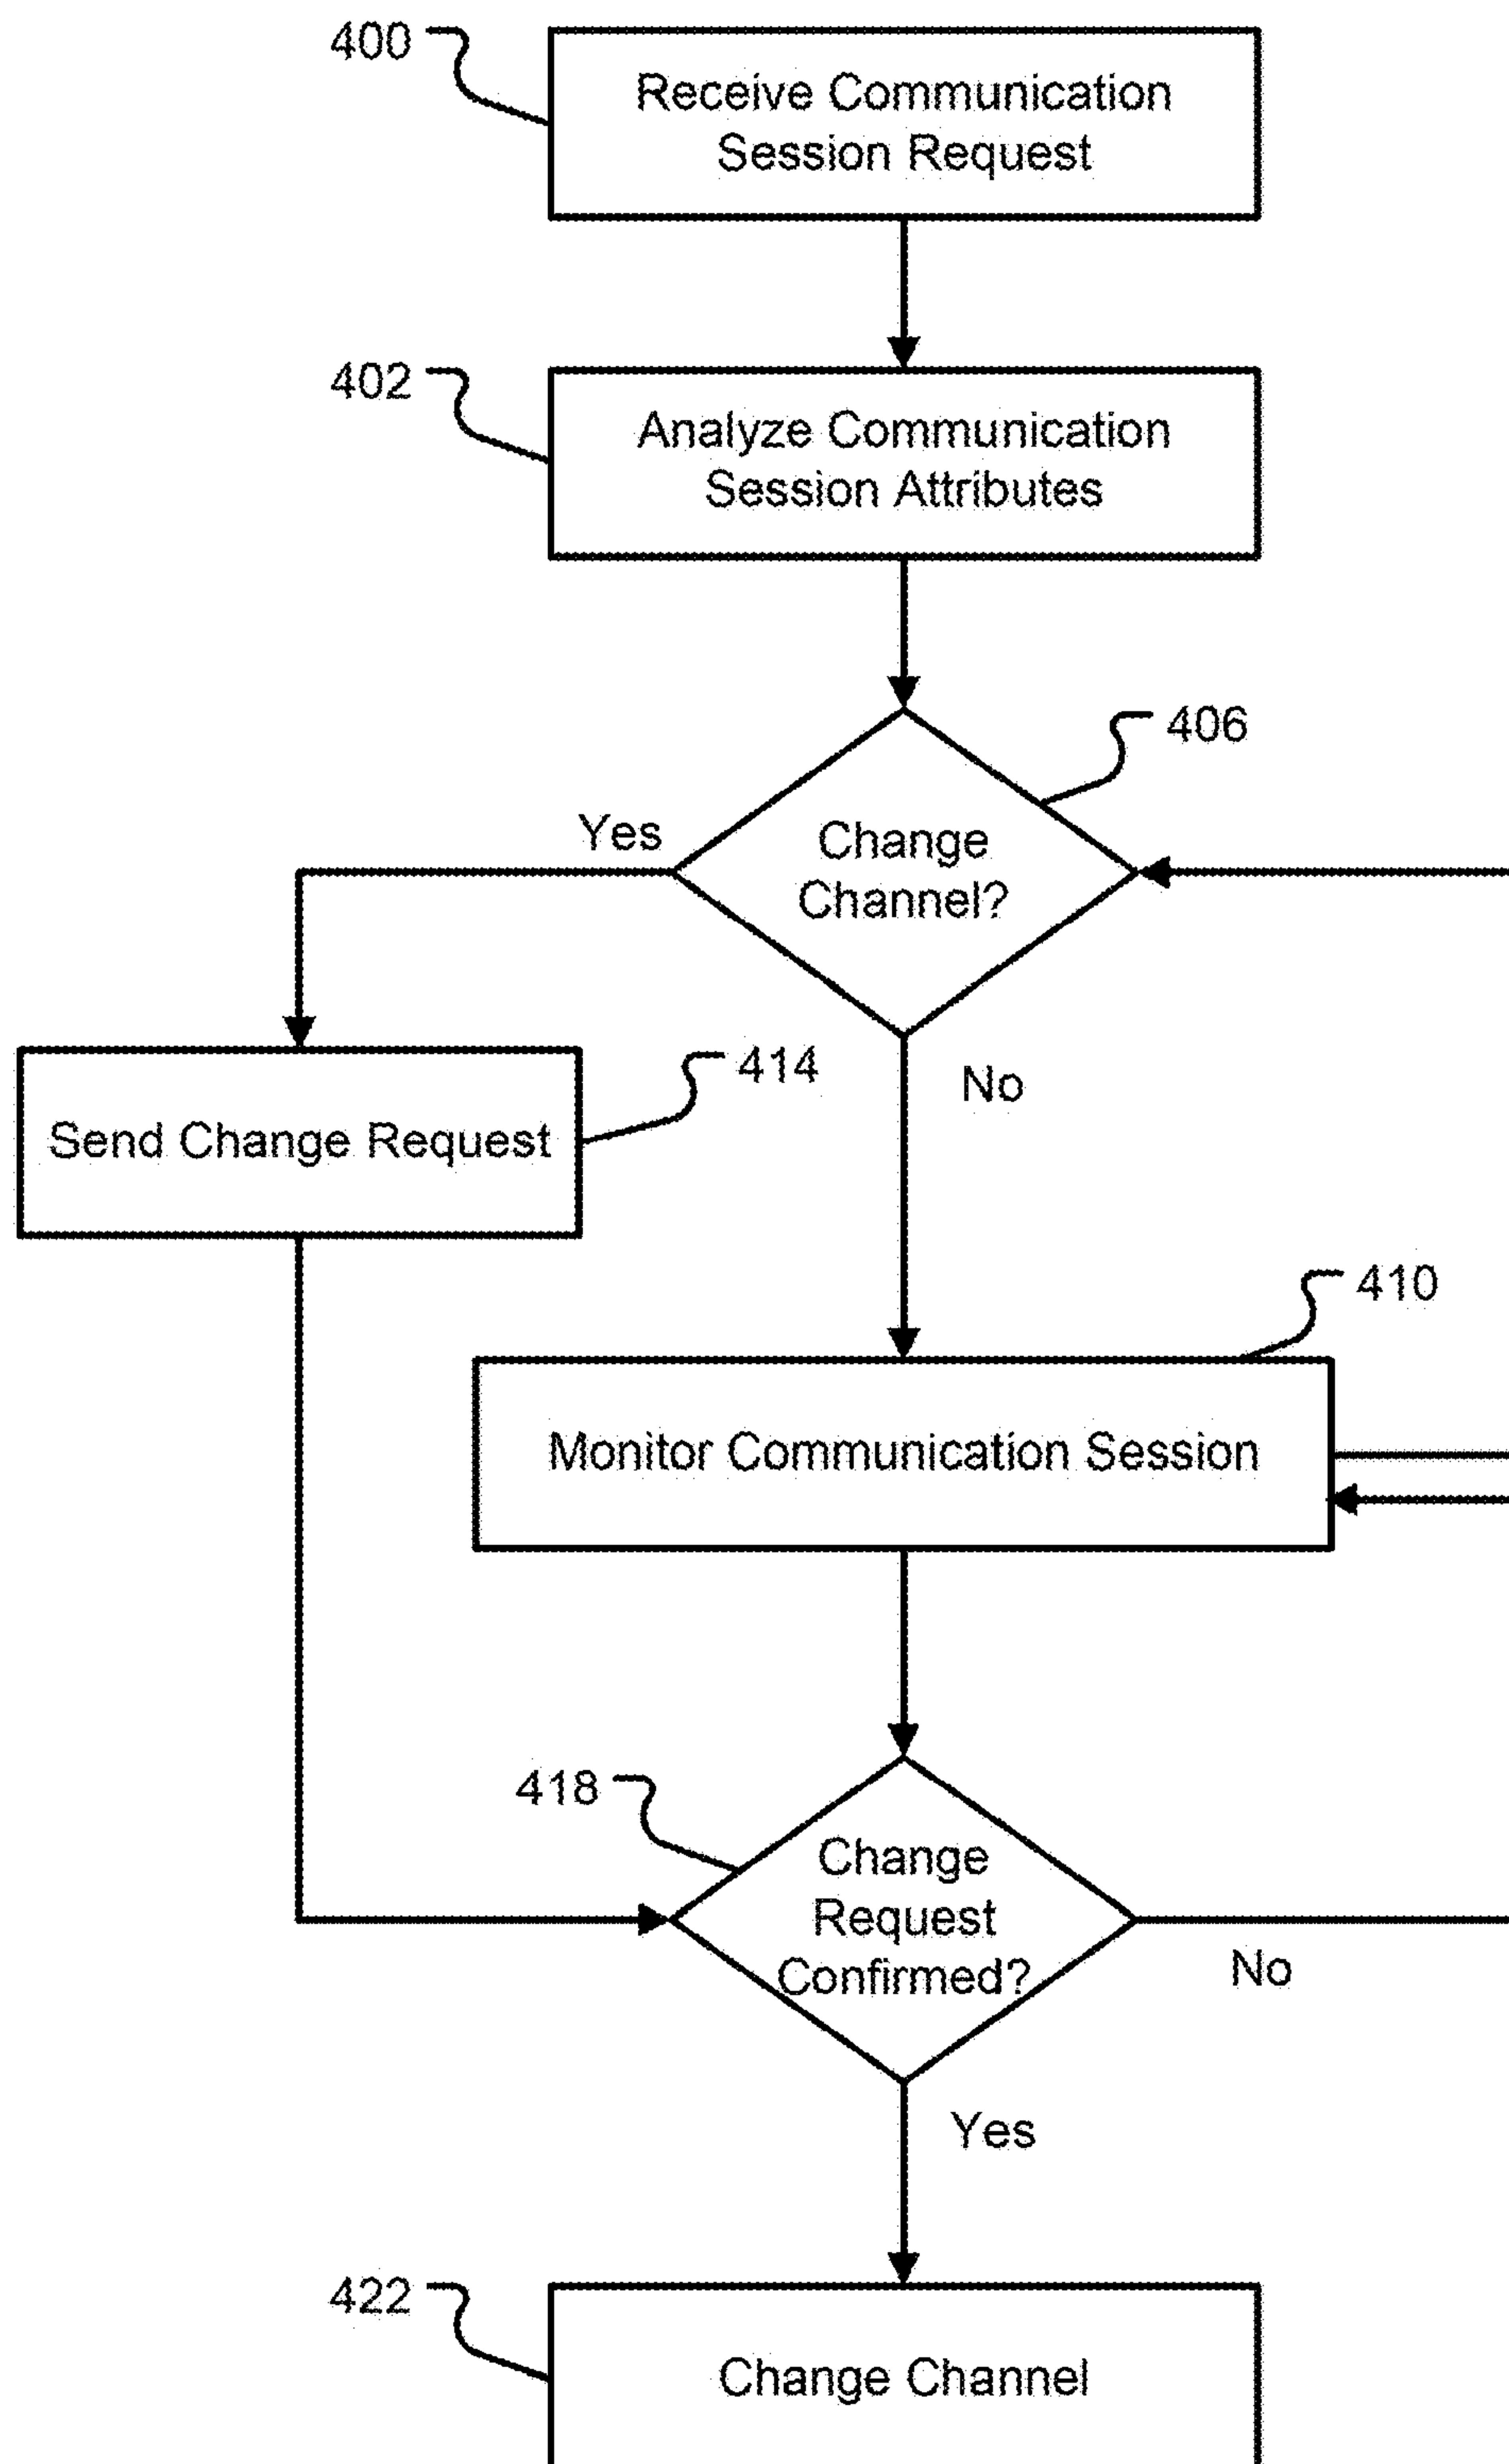 400
Receive Communication
Session Request
402
Analyze Communication
Session Attributes
406
Yes
Change
Channel?
414
No
Send Change Request
410
Monitor Communication Session
418
Change
Request
Confirmed?
No
Yes
422
Change Channel